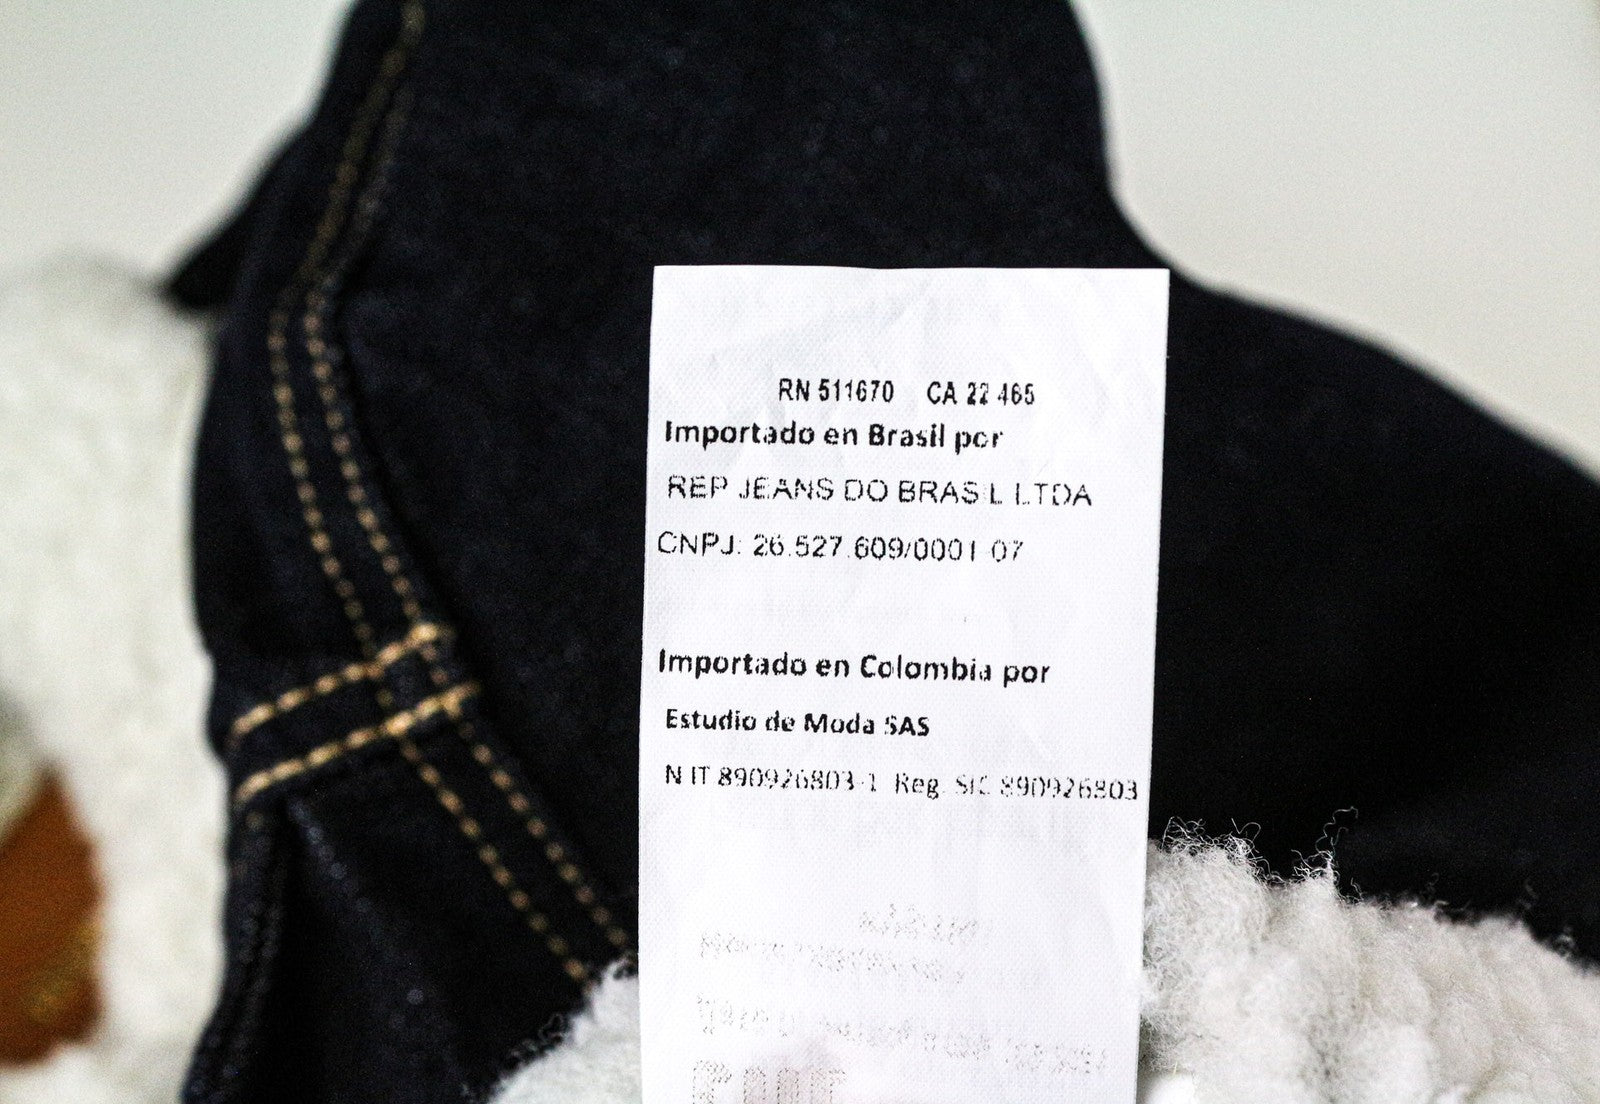 RN 511670 CA 22 465
Importado en Brasil por
REP JEANS DO BRASIL LTDA
CNPJ: 26.527.609/0001-07
Importado en Colombia por
Estudio de Moda SAS
NIT 890926803-1 Reg. SIC 890926803